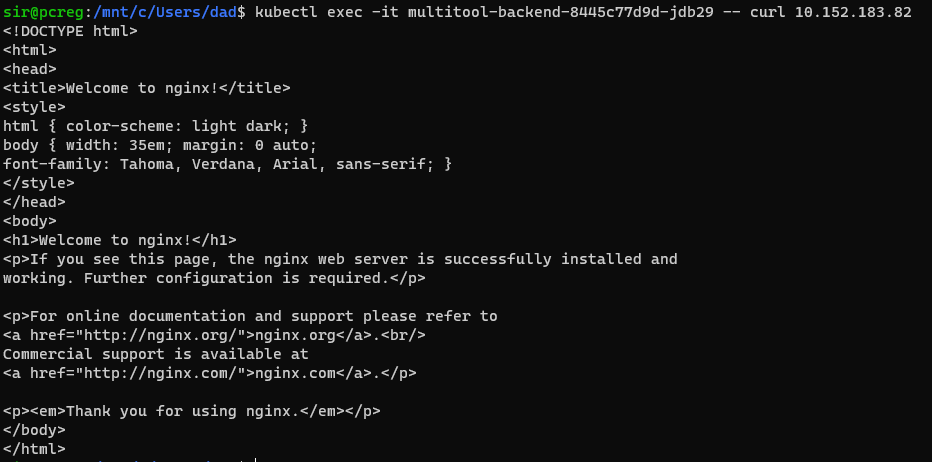 sir@pcreg:/mnt/c/Users/dad$ kubectl exec -it multitool-backend-8445c77d9d-jdb29 -- curl 10.152.183.82
<!DOCTYPE html>
<html>
<head>
<title>Welcome to nginx!</title>
<style>
html { color-scheme: light dark; }
body { width: 35em; margin: 0 auto;
font-family: Tahoma, Verdana, Arial, sans-serif; }
</style>
</head>
<body>
<h1>Welcome to nginx!</h1>
<p>If you see this page, the nginx web server is successfully installed and
working. Further configuration is required.</p>

<p>For online documentation and support please refer to
<a href="http://nginx.org/">nginx.org</a>.<br/>
Commercial support is available at
<a href="http://nginx.com/">nginx.com</a>.</p>

<p><em>Thank you for using nginx.</em></p>
</body>
</html>